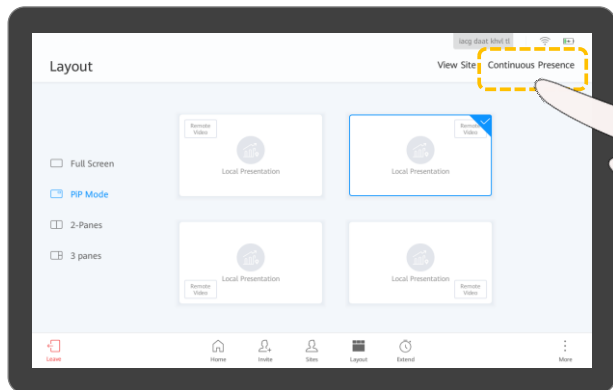 Layout
View Site
Continuous Presence
Full Screen
PiP Mode
2-Panes
3 panes
Remote Video
Local Presentation
Remote Video
Local Presentation
Local Presentation
Remote Video
Local Presentation
Remote Video
Leave
Home
Invite
Sites
Layout
Extend
More